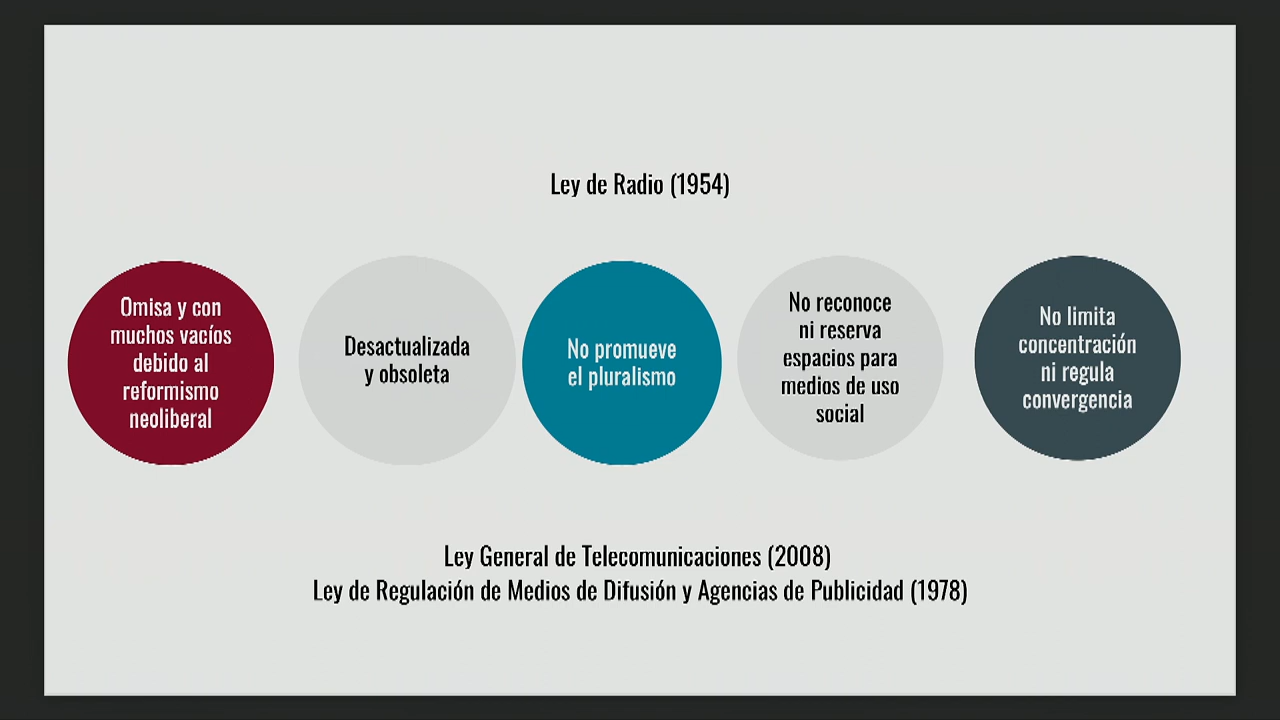 Ley de Radio (1954)
Omisa y con
muchos vacíos
debido al
reformismo
neoliberal
Desactualizada
y obsoleta
No promueve
el pluralismo
No reconoce
ni reserva
espacios para
medios de uso
social
No limita
concentración
ni regula
convergencia
Ley General de Telecomunicaciones (2008)
Ley de Regulación de Medios de Difusión y Agencias de Publicidad (1978)